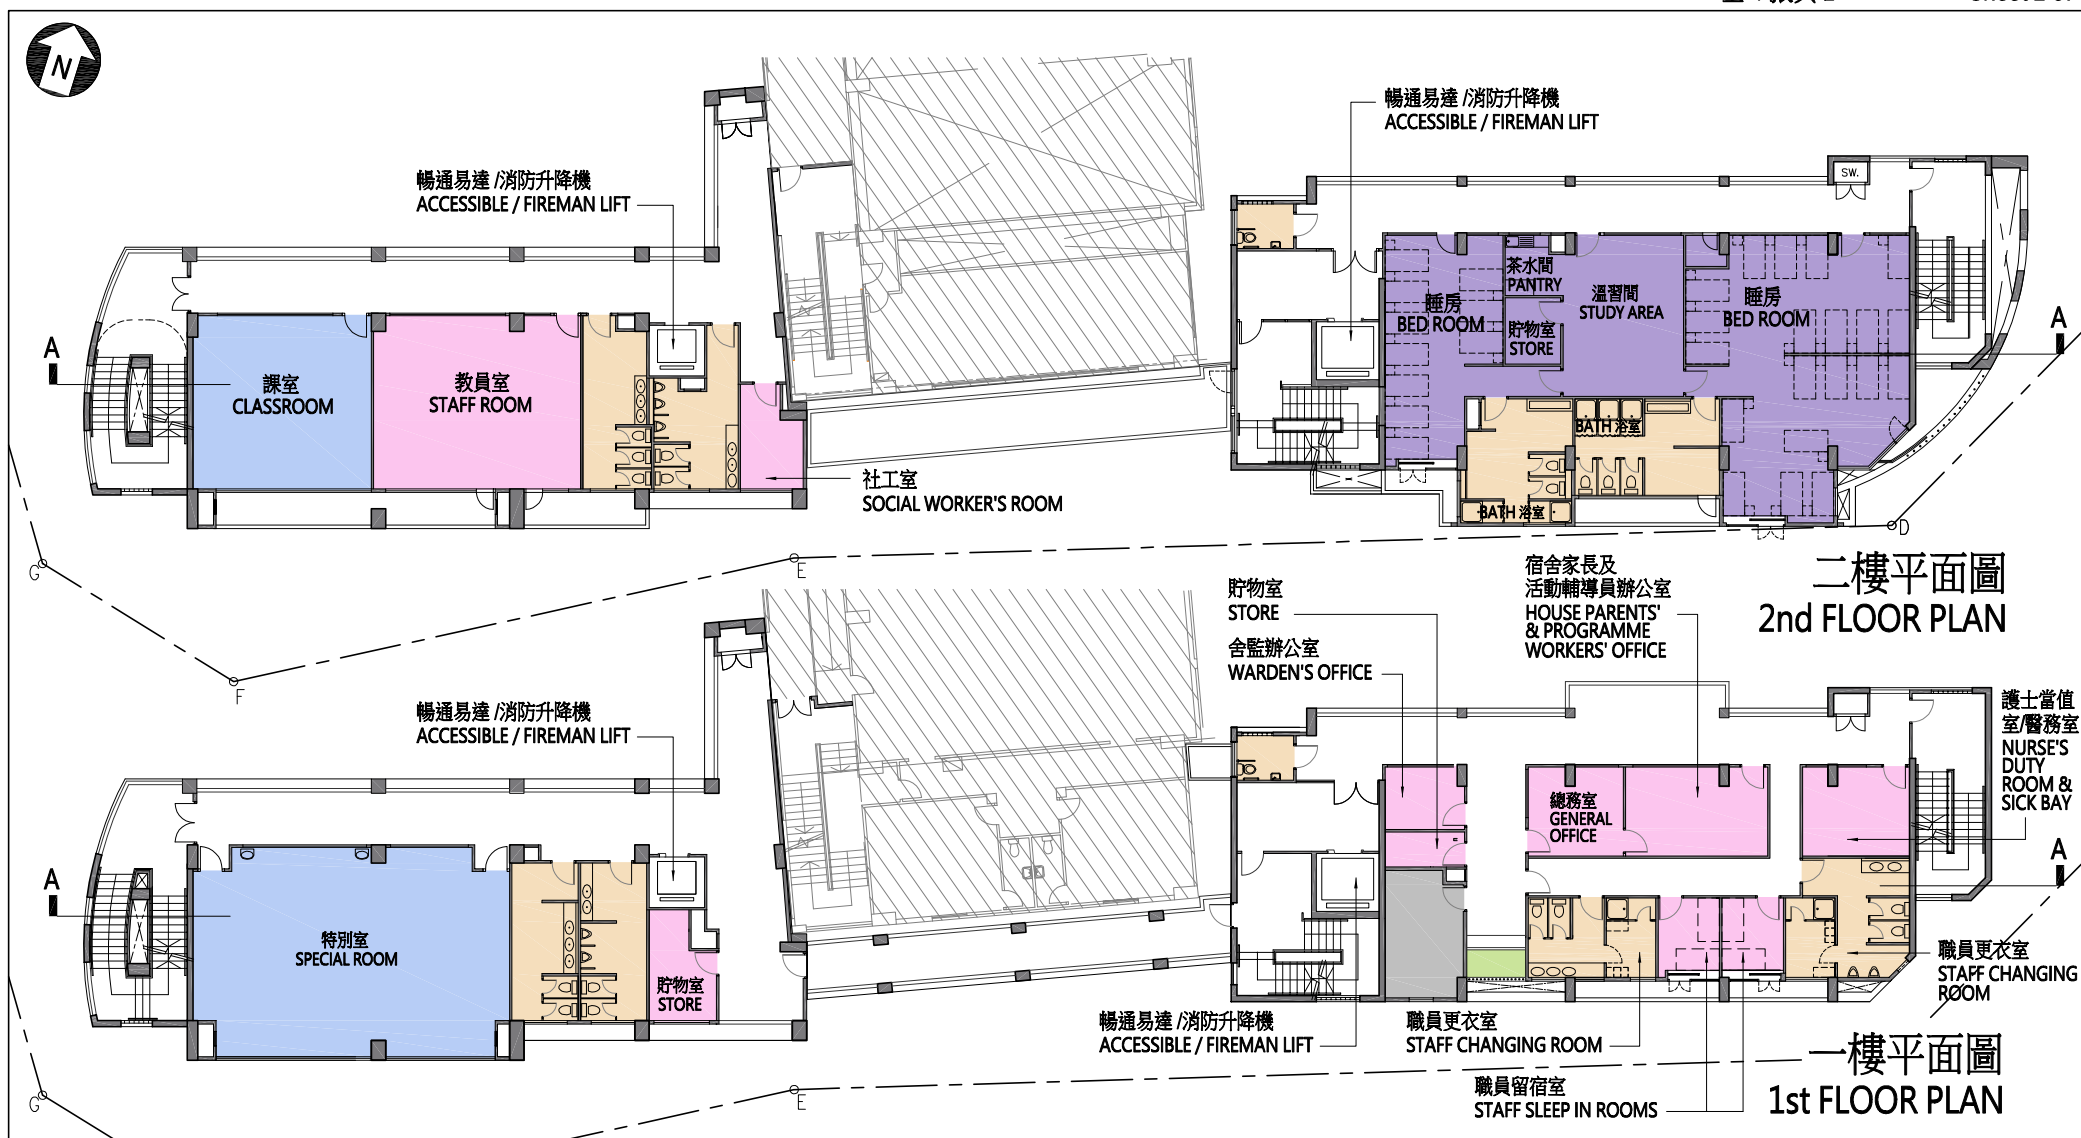 N
暢通易達 /消防升降機
ACCESSIBLE / FIREMAN LIFT
暢通易達 /消防升降機
ACCESSIBLE / FIREMAN LIFT
SW.
A
A
課室
CLASSROOM
教員室
STAFF ROOM
社工室
SOCIAL WORKER'S ROOM
睡房
BED ROOM
茶水間
PANTRY
貯物室
STORE
溫習間
STUDY AREA
睡房
BED ROOM
BATH 浴室
BATH 浴室
D
E
G
F
二樓平面圖
2nd FLOOR PLAN
貯物室
STORE
舍監辦公室
WARDEN'S OFFICE
宿舍家長及
活動輔導員辦公室
HOUSE PARENTS'
& PROGRAMME
WORKERS' OFFICE
護士當值
室/醫務室
NURSE'S
DUTY
ROOM &
SICK BAY
暢通易達 /消防升降機
ACCESSIBLE / FIREMAN LIFT
A
A
特別室
SPECIAL ROOM
貯物室
STORE
總務室
GENERAL
OFFICE
職員更衣室
STAFF CHANGING
ROOM
暢通易達 /消防升降機
ACCESSIBLE / FIREMAN LIFT
職員更衣室
STAFF CHANGING ROOM
職員留宿室
STAFF SLEEP IN ROOMS
G
E
一樓平面圖
1st FLOOR PLAN